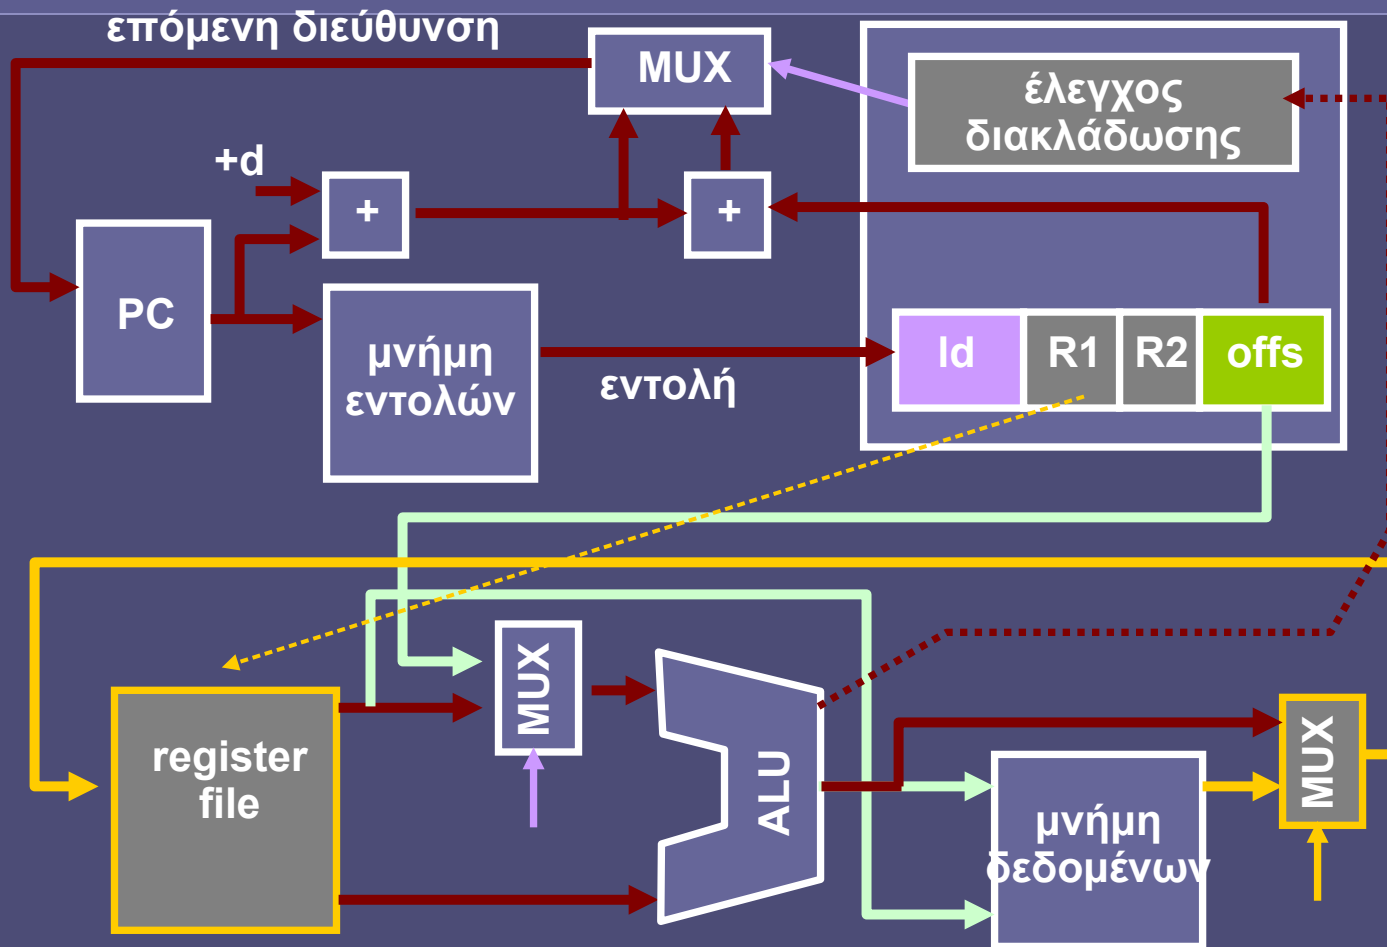 επόμενη διεύθυνση
MUX
έλεγχος
διακλάδωσης
+d
+
+
PC
μνήμη
εντολών
εντολή
ld
R1
R2
offs
register
file
MUX
ALU
μνήμη
δεδομένων
MUX